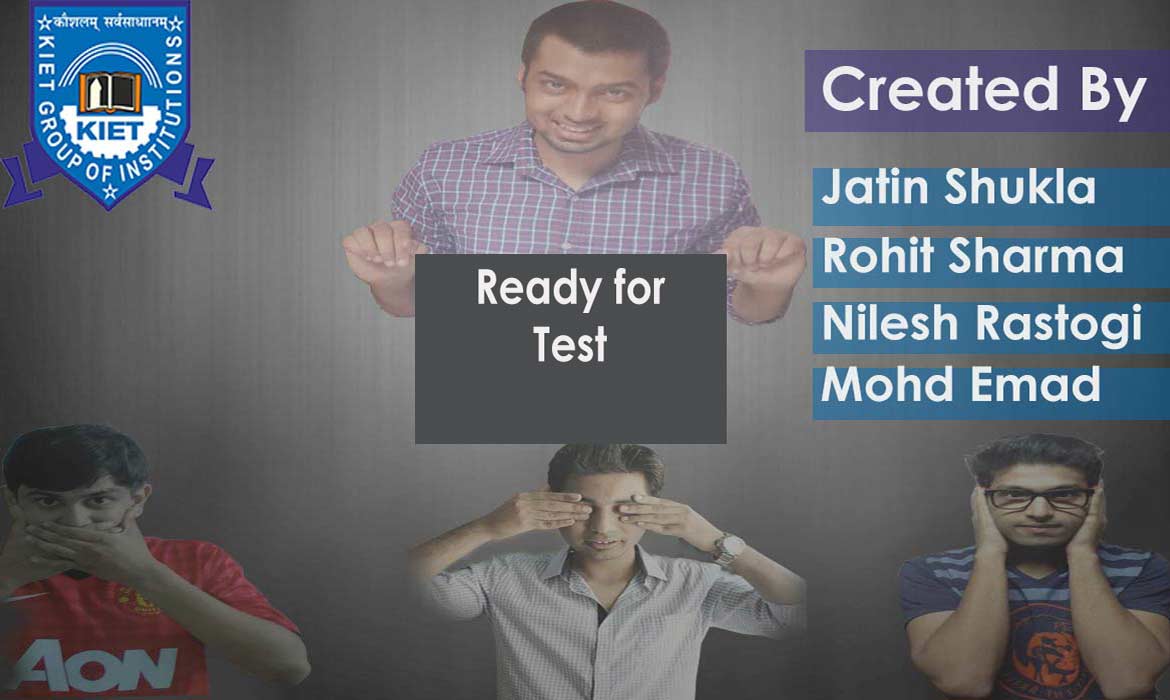 कौशलम् सर्वसाधानम्
KIET GROUP OF INSTITUTIONS
KIET
Created By
Jatin Shukla
Rohit Sharma
Nilesh Rastogi
Mohd Emad
Ready for
Test
AON